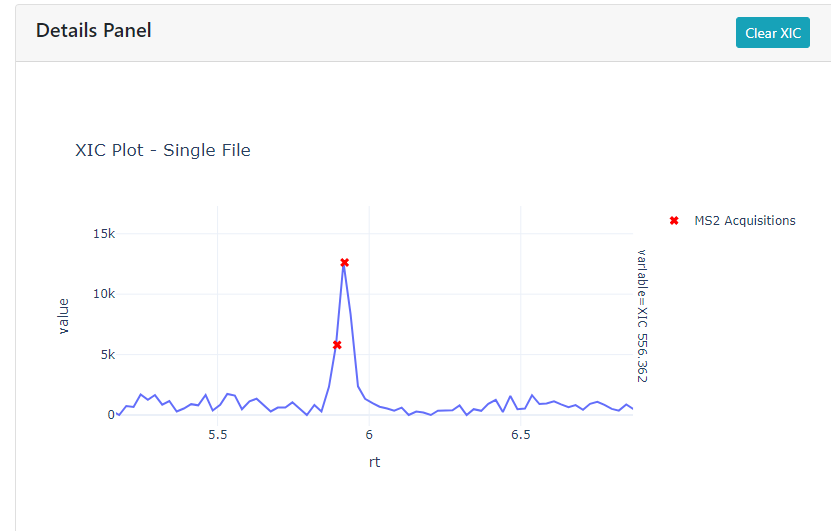 Details Panel
Clear XIC
XIC Plot - Single File
MS2 Acquisitions
15k
10k
5k
0
value
variable=XIC 556.362
5.5
6
6.5
rt